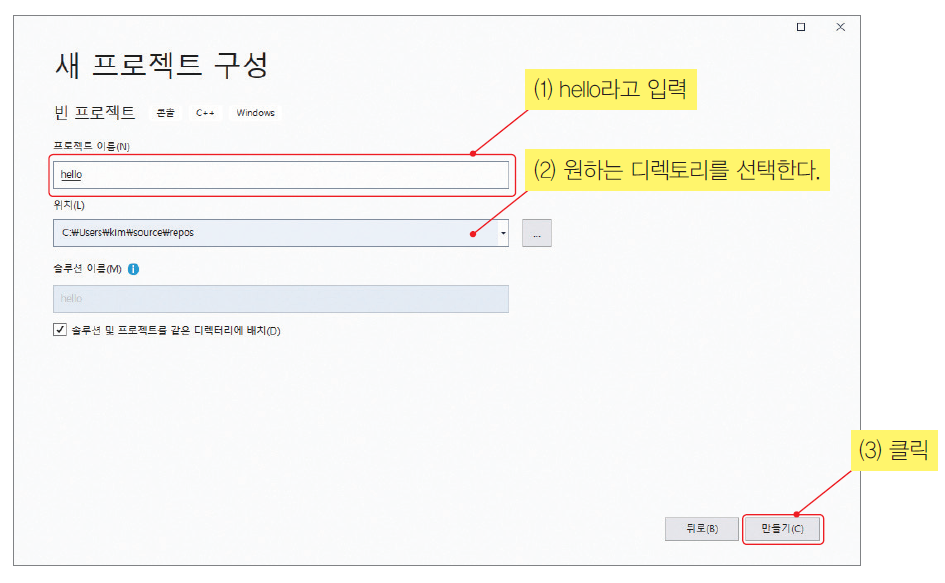 새 프로젝트 구성
(1) hello라고 입력
빈 프로젝트 콘솔 C++ Windows
프로젝트 이름(N)
hello
(2) 원하는 디렉토리를 선택한다.
위치(L)
C:₩Users₩kim₩source₩repos
...
솔루션 이름(M) i
hello
솔루션 및 프로젝트를 같은 디렉터리에 배치(D)
(3) 클릭
뒤로(B) 만들기(C)